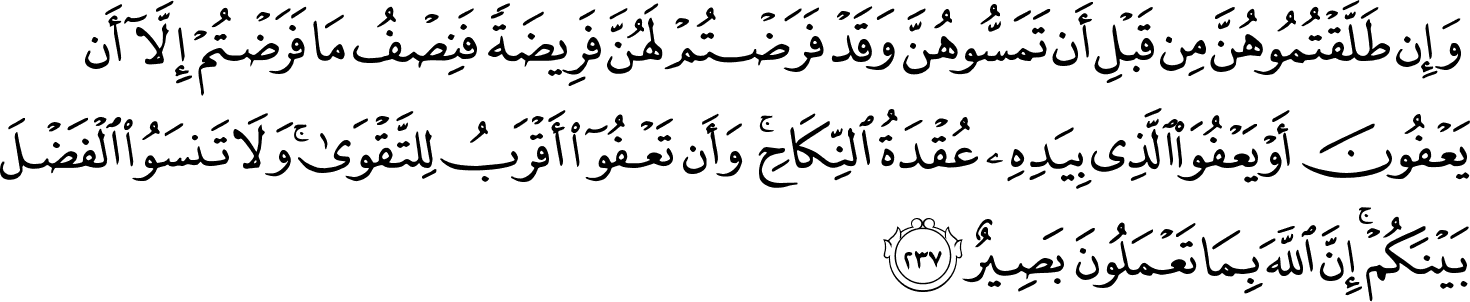 وَإِن طَلَّقْتُمُوهُنَّ مِن قَبْلِ أَن تَمَسُّوهُنَّ وَقَدْ فَرَضْتُمْ لَهُنَّ فَرِيضَةً فَنِصْفُ مَا فَرَضْتُمْ إِلَّآ أَن
يَعْفُونَ أَوْ يَعْفُوَا۟ ٱلَّذِى بِيَدِهِۦ عُقْدَةُ ٱلنِّكَاحِ ۚ وَأَن تَعْفُوٓا۟ أَقْرَبُ لِلتَّقْوَىٰ ۚ وَلَا تَنسَوُا۟ ٱلْفَضْلَ
بَيْنَكُمْ ۚ إِنَّ ٱللَّهَ بِمَا تَعْمَلُونَ بَصِيرٌ ٢٣٧